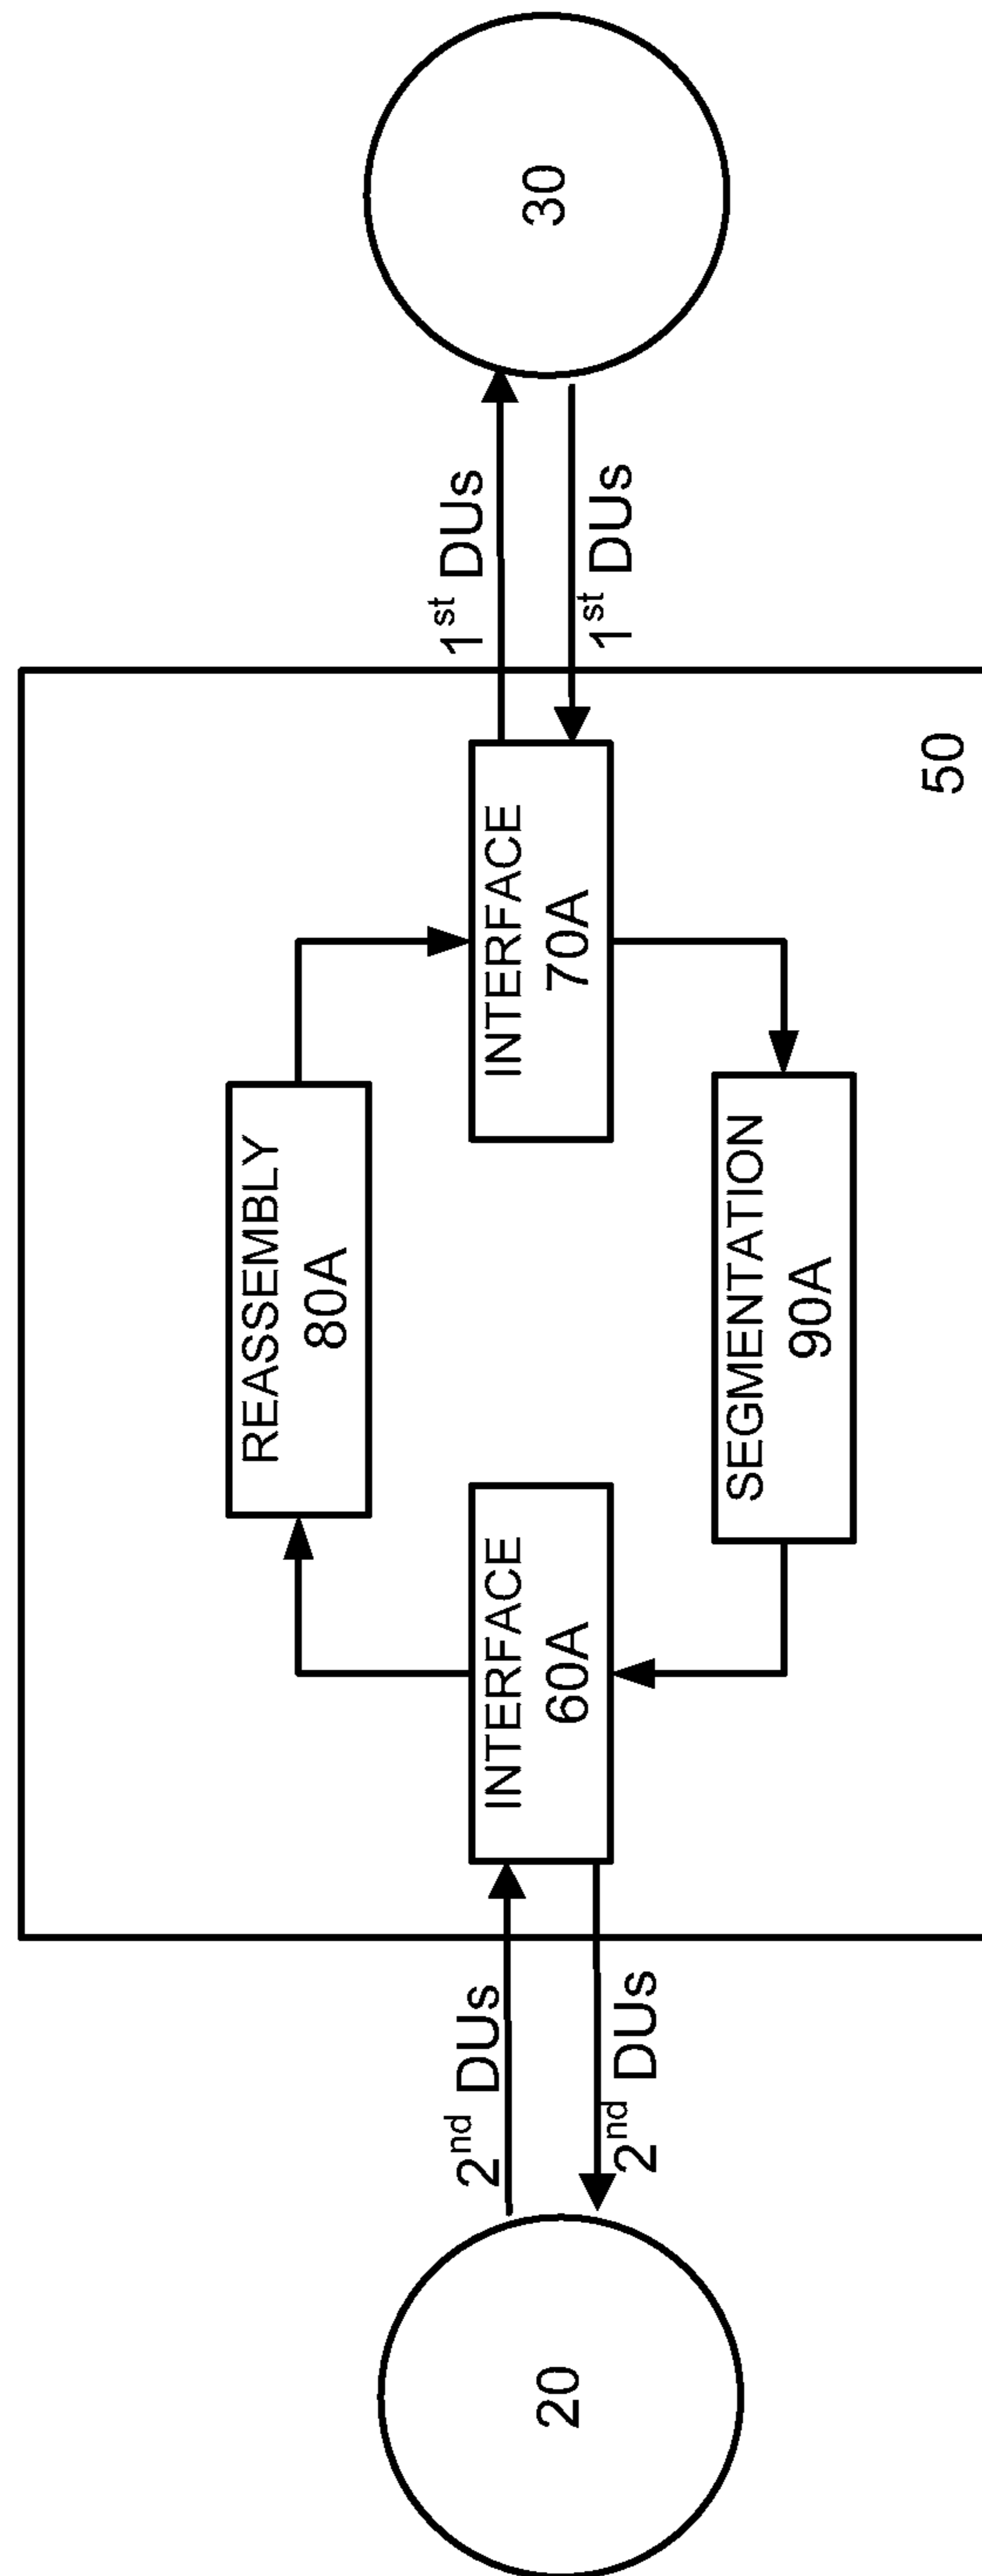 REASSEMBLY
80A
2nd DUs
1st DUs
20
INTERFACE
60A
INTERFACE
70A
30
2nd DUs
1st DUs
SEGMENTATION
90A
50